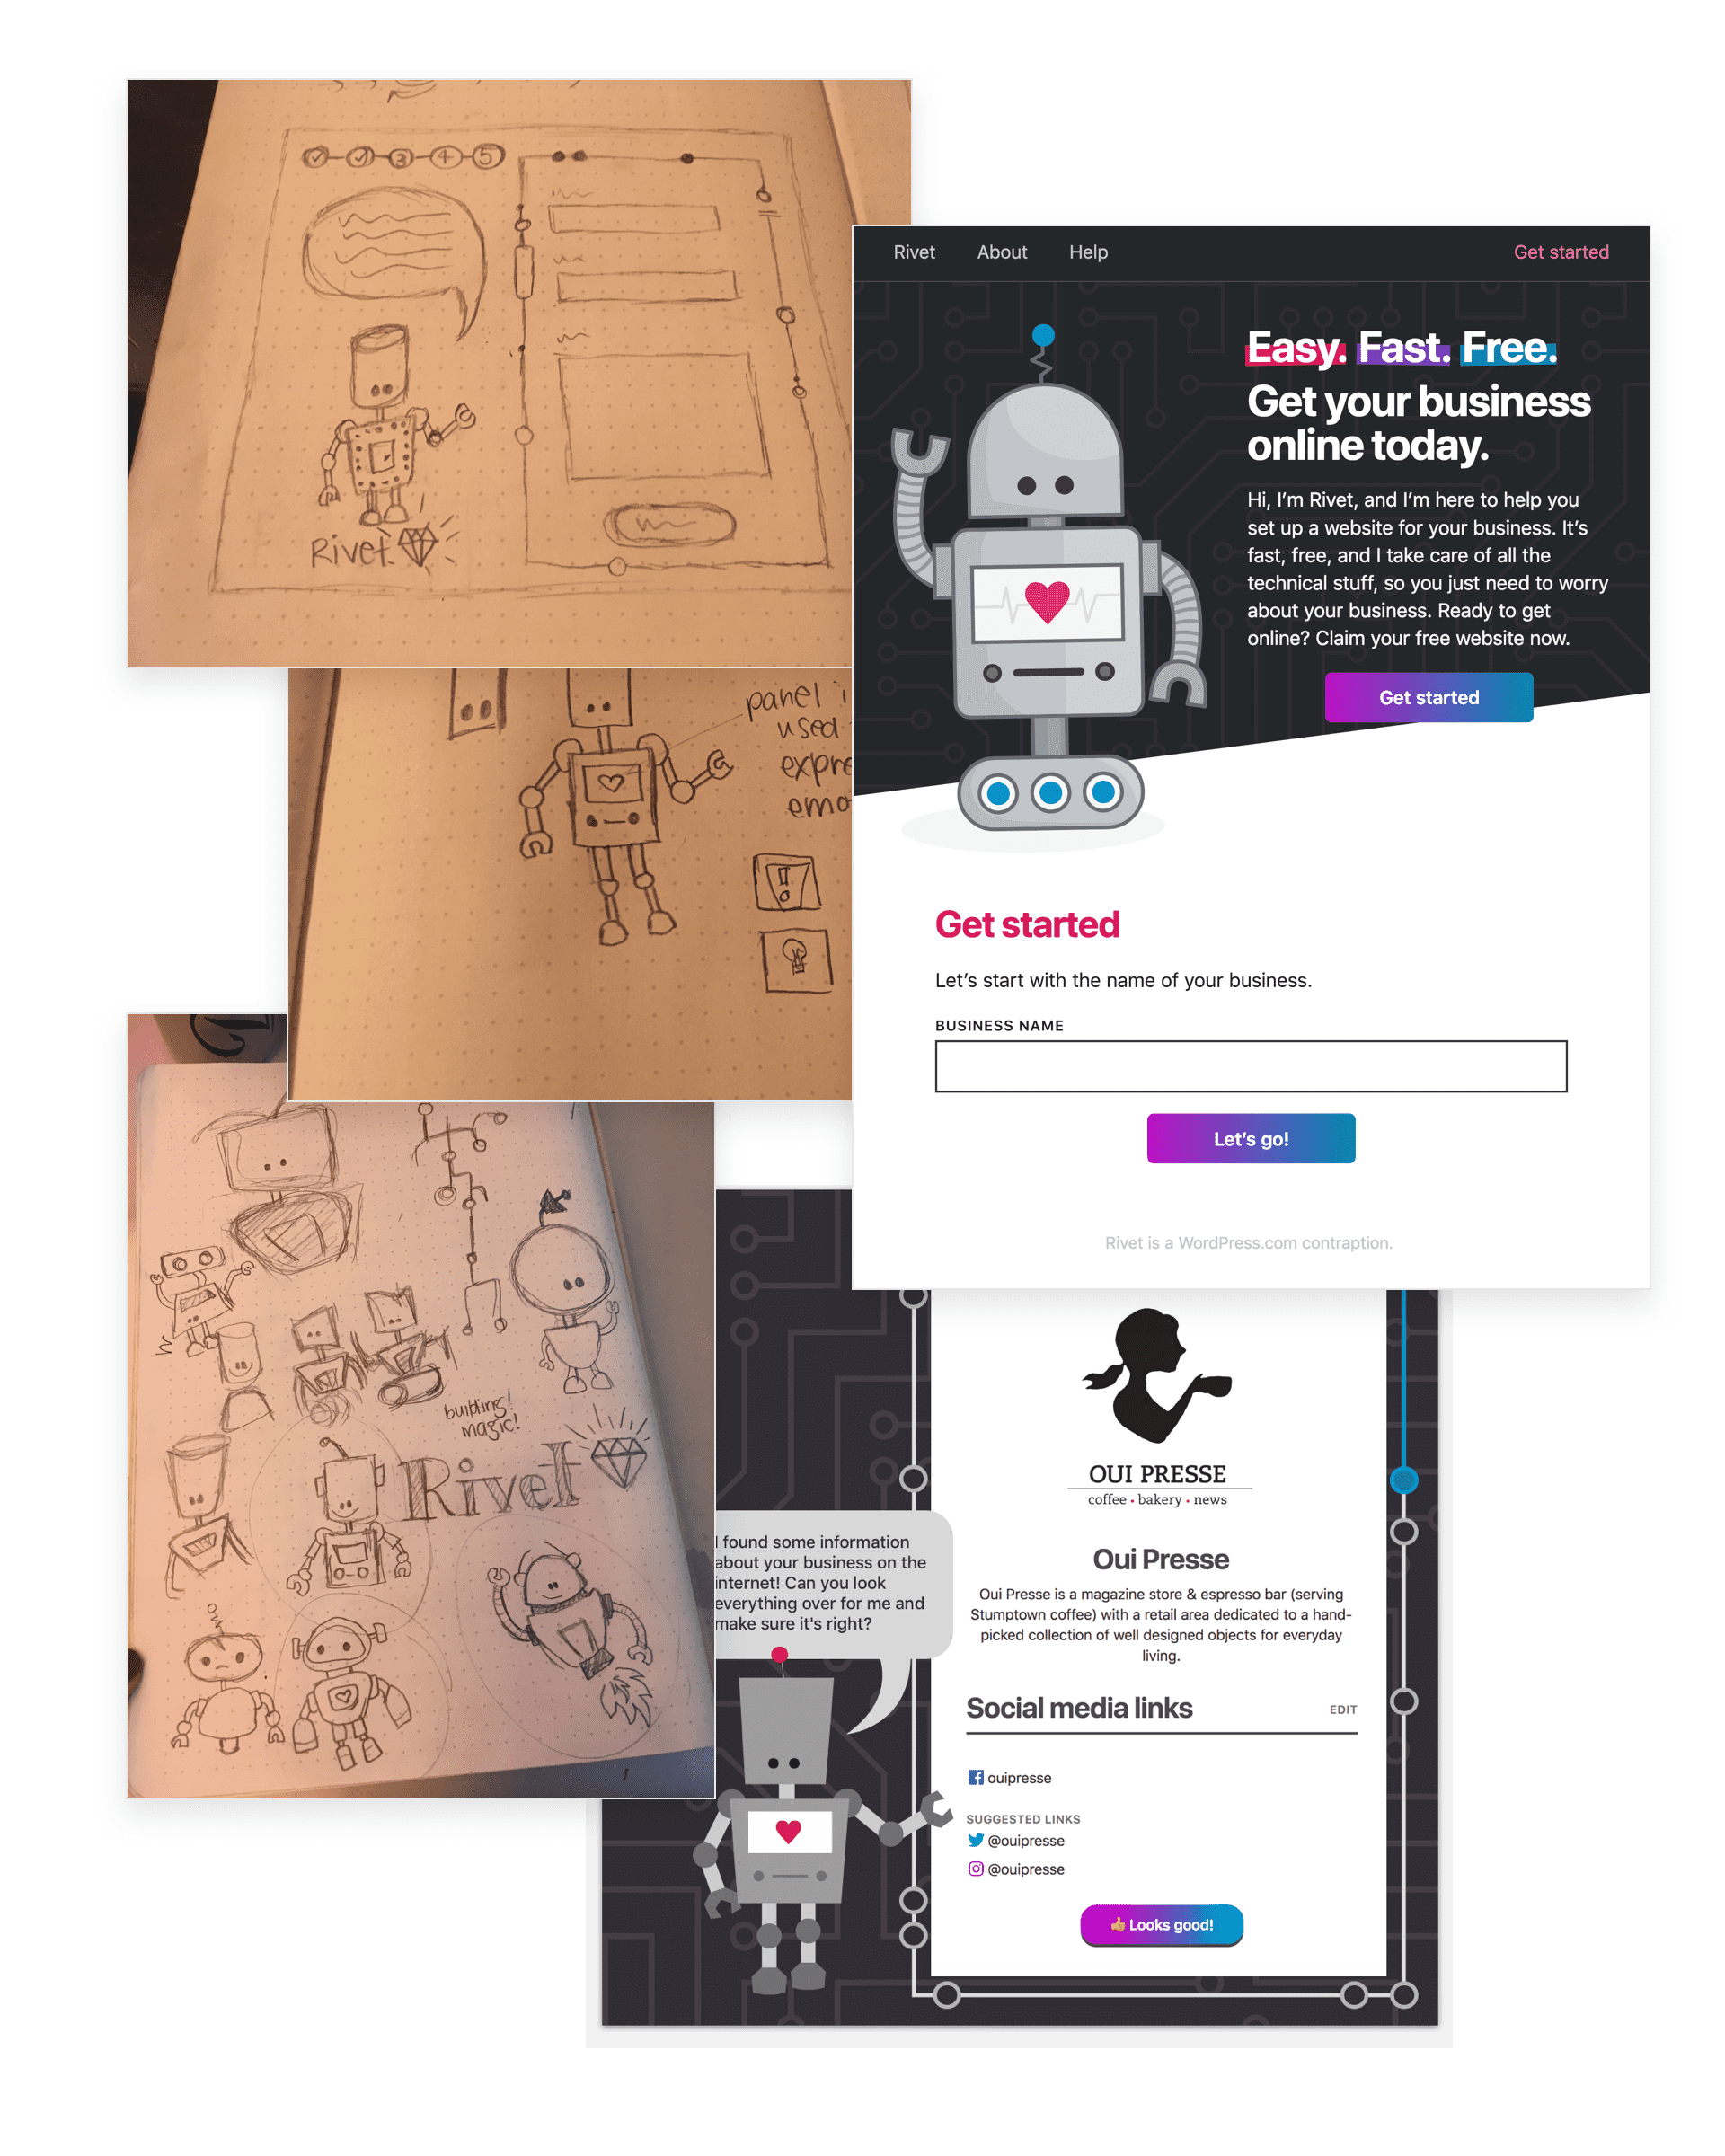 3 4 5
Rivet
panel
used
emo
building!
magic!
Rivet
Rivet About Help Get started
Easy. Fast. Free.
Get your business
online today.
Hi, I’m Rivet, and I’m here to help you
set up a website for your business. It’s
fast, free, and I take care of all the
technical stuff, so you just need to worry
about your business. Ready to get
online? Claim your free website now.
Get started
Get started
Let’s start with the name of your business.
BUSINESS NAME
Let’s go!
Rivet is a WordPress.com contraption.
I found some information
about your business on the
internet! Can you look
everything over for me and
make sure it's right?
OUI PRESSE
coffee • bakery • news
Oui Presse
Oui Presse is a magazine store & espresso bar (serving
Stumptown coffee) with a retail area dedicated to a hand-
picked collection of well designed objects for everyday
living.
Social media links EDIT
ouipresse
SUGGESTED LINKS
@ouipresse
@ouipresse
👍 Looks good!